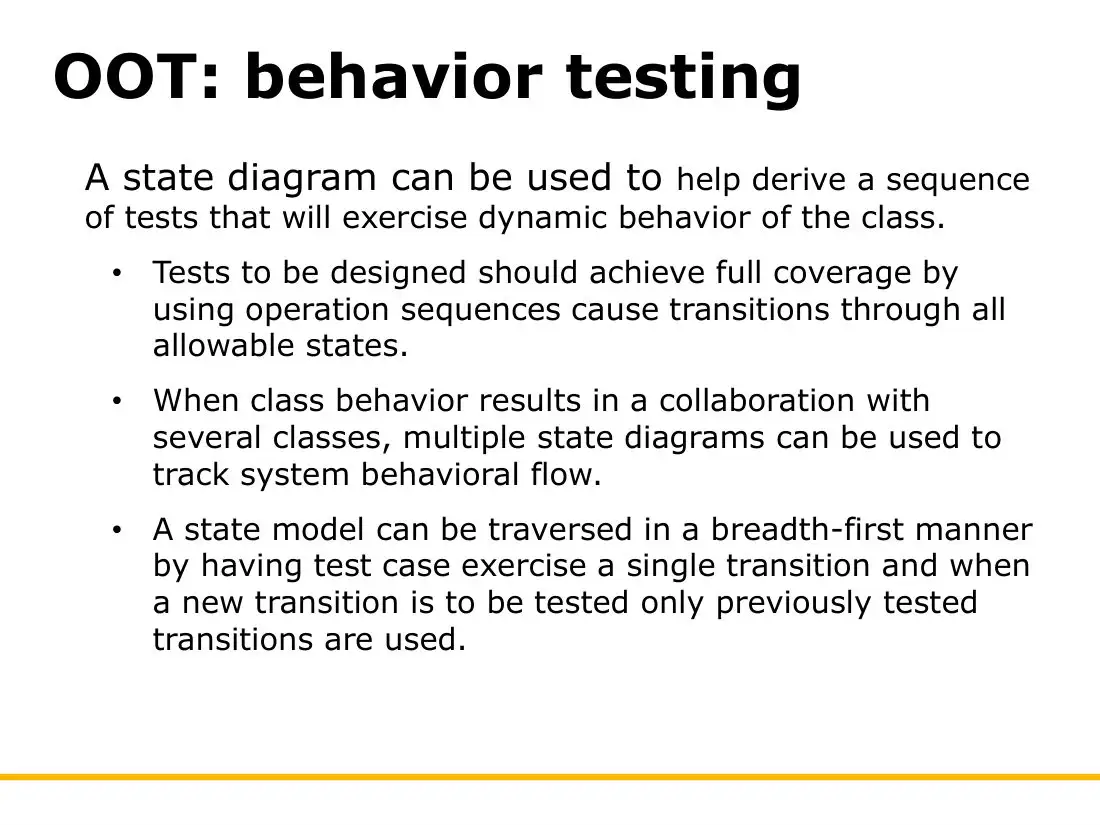 OOT: behavior testing
A state diagram can be used to help derive a sequence
of tests that will exercise dynamic behavior of the class.
• Tests to be designed should achieve full coverage by
using operation sequences cause transitions through all
allowable states.
• When class behavior results in a collaboration with
several classes, multiple state diagrams can be used to
track system behavioral flow.
• A state model can be traversed in a breadth-first manner
by having test case exercise a single transition and when
a new transition is to be tested only previously tested
transitions are used.